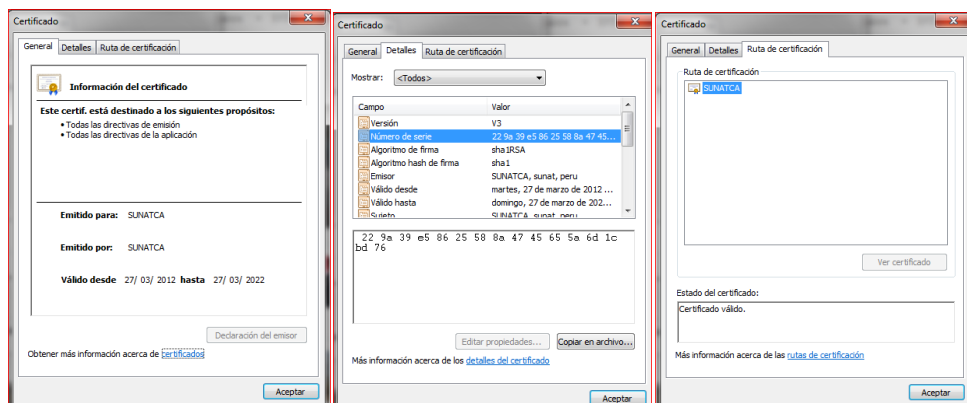 Certificado
General Detalles Ruta de certificación
Información del certificado
Este certif. está destinado a los siguientes propósitos:
• Todas las directivas de emisión
• Todas las directivas de la aplicación
Emitido para: SUNATCA
Emitido por: SUNATCA
Válido desde 27/ 03/ 2012 hasta 27/ 03/ 2022
Declaración del emisor
Obtener más información acerca de certificados
Aceptar
Certificado
General Detalles Ruta de certificación
Mostrar: <Todos>
Campo Valor
Versión V3
Número de serie 22 9a 39 e5 86 25 58 8a 47 45...
Algoritmo de firma sha1RSA
Algoritmo hash de firma sha1
Emisor SUNATCA, sunat, peru
Válido desde martes, 27 de marzo de 2012 ...
Válido hasta domingo, 27 de marzo de 202...
Sujeto SUNATCA, sunat, peru
22 9a 39 e5 86 25 58 8a 47 45 65 5a 6d 1c
bd 76
Editar propiedades... Copiar en archivo...
Más información acerca de los detalles del certificado
Aceptar
Certificado
General Detalles Ruta de certificación
Ruta de certificación
SUNATCA
Ver certificado
Estado del certificado:
Certificado válido.
Más información acerca de las rutas de certificación
Aceptar